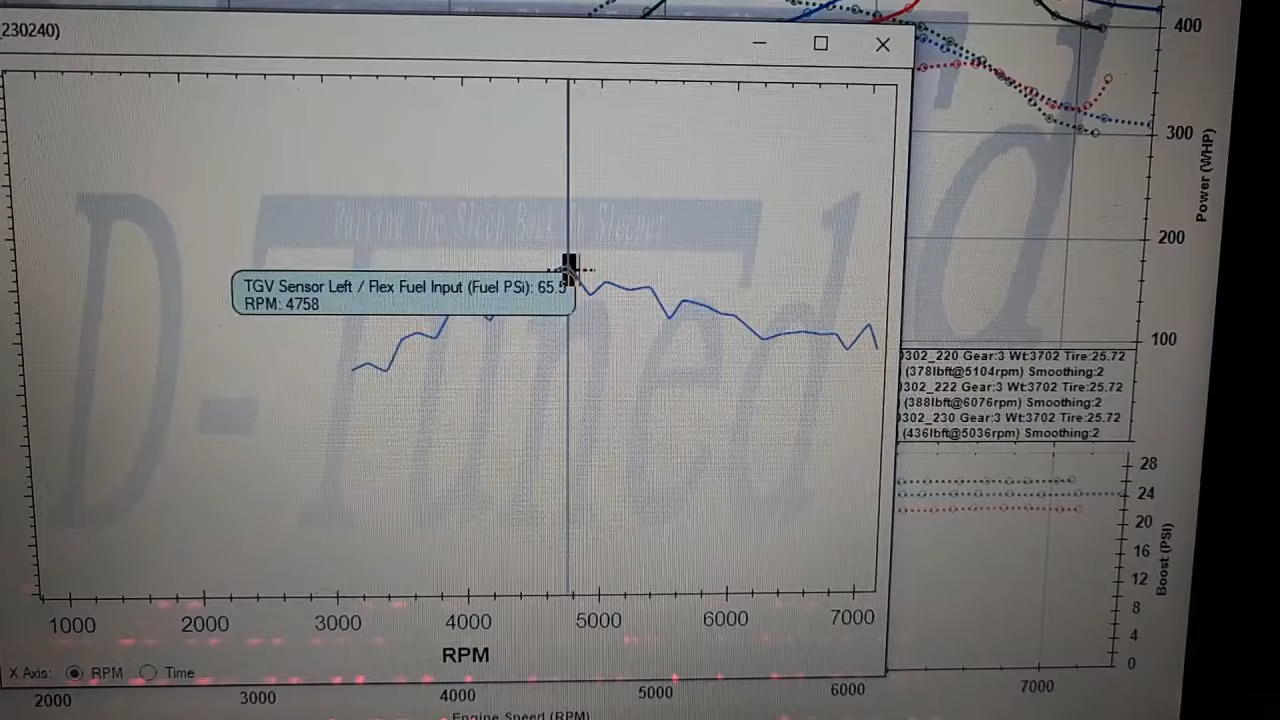 230240)
400
300
Power (WHP)
200
100
D-Tuned
TGV Sensor Left / Flex Fuel Input (Fuel PSi): 65.5
RPM: 4758
0302_220 Gear:3 Wt:3702 Tire:25.72
(378lbft@5104rpm) Smoothing:2
0302_222 Gear:3 Wt:3702 Tire:25.72
(388lbft@6076rpm) Smoothing:2
0302_230 Gear:3 Wt:3702 Tire:25.72
(436lbft@5036rpm) Smoothing:2
28
24
20
16
12
8
4
0
Boost (PSI)
1000 2000 3000 4000 5000 6000 7000
RPM
X Axis: RPM Time
2000 3000 4000 5000 6000 7000
Engine Speed (RPM)